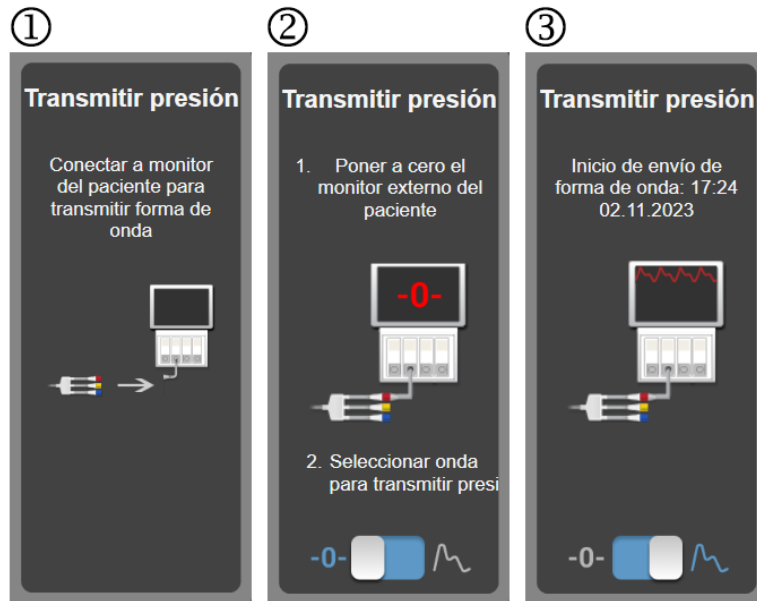 ①
Transmitir presión
Conectar a monitor
del paciente para
transmitir forma de
onda
②
Transmitir presión
1. Poner a cero el
monitor externo del
paciente
-0-
2. Seleccionar onda
para transmitir presi
-0-
③
Transmitir presión
Inicio de envío de
forma de onda: 17:24
02.11.2023
-0-